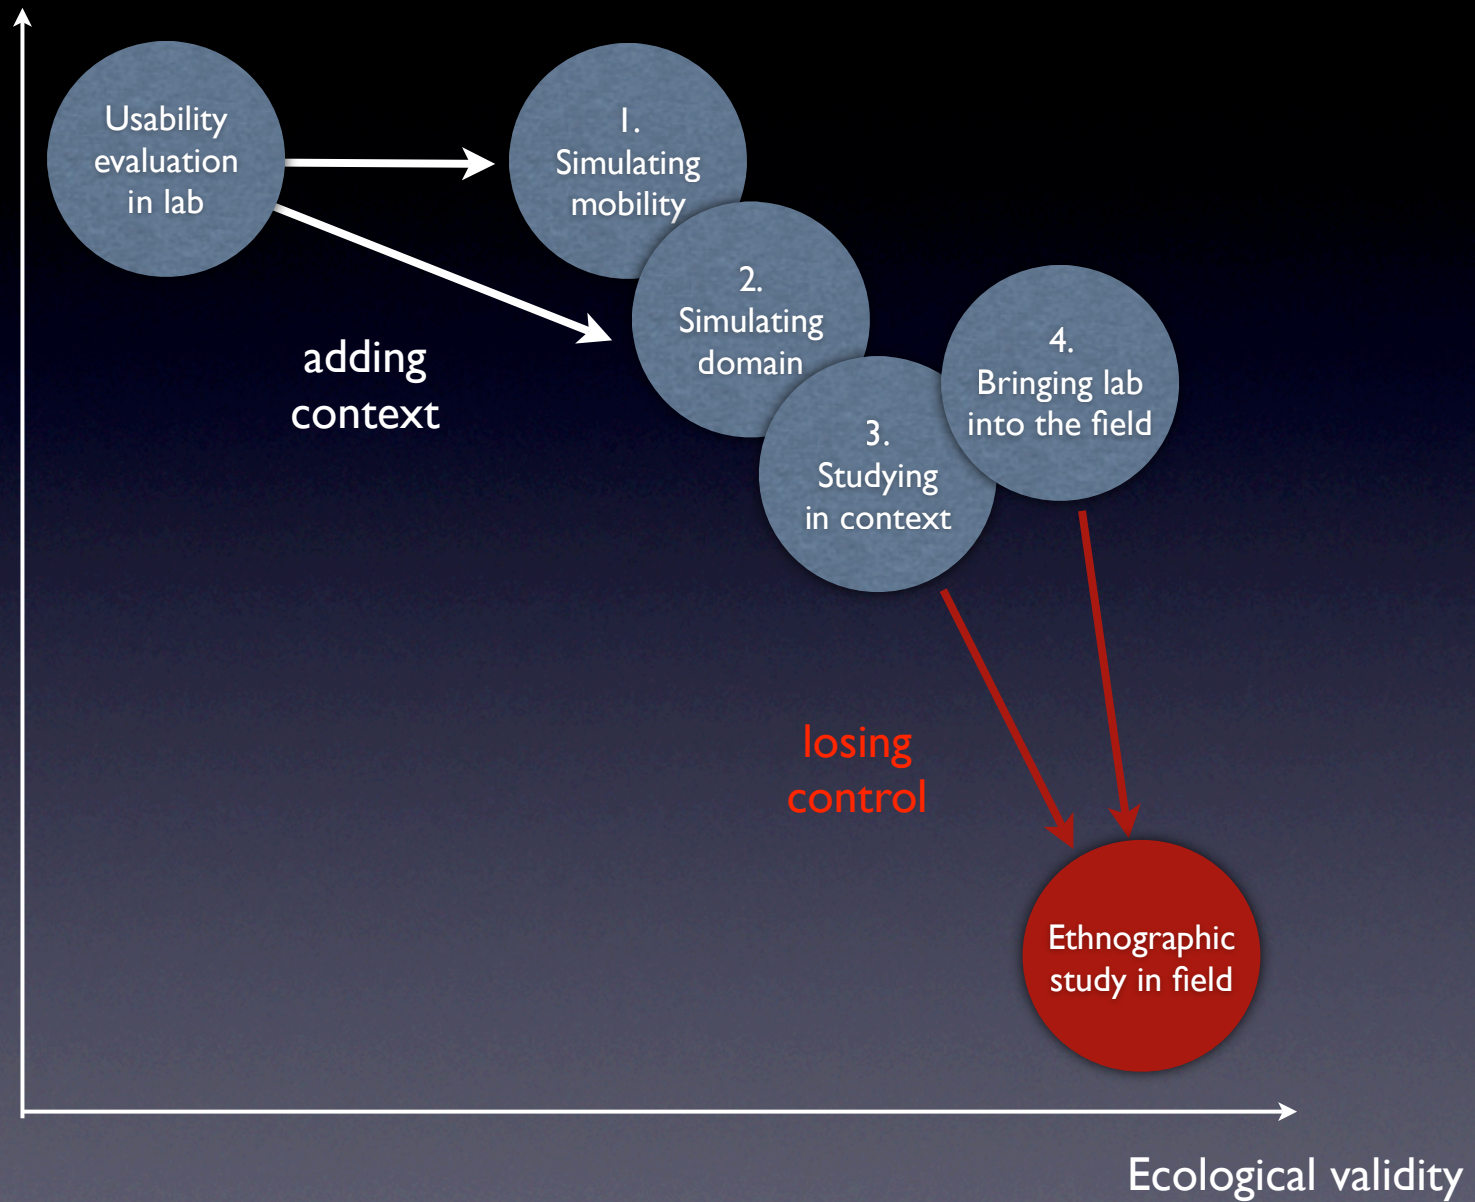 Usability
evaluation
in lab
1.
Simulating
mobility
2.
Simulating
domain
adding
context
4.
Bringing lab
into the field
3.
Studying
in context
losing
control
Ethnographic
study in field
Ecological validity